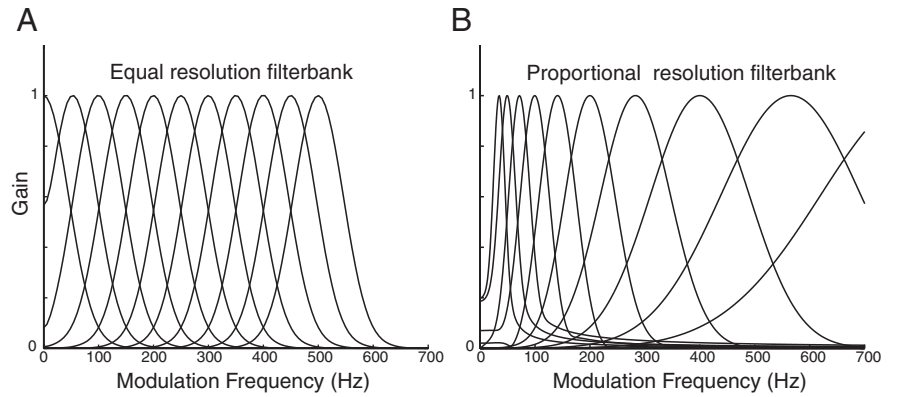 A
Equal resolution filterbank
1
Gain
0
0 100 200 300 400 500 600 700
Modulation Frequency (Hz)
B
Proportional resolution filterbank
1
0
0 100 200 300 400 500 600 700
Modulation Frequency (Hz)